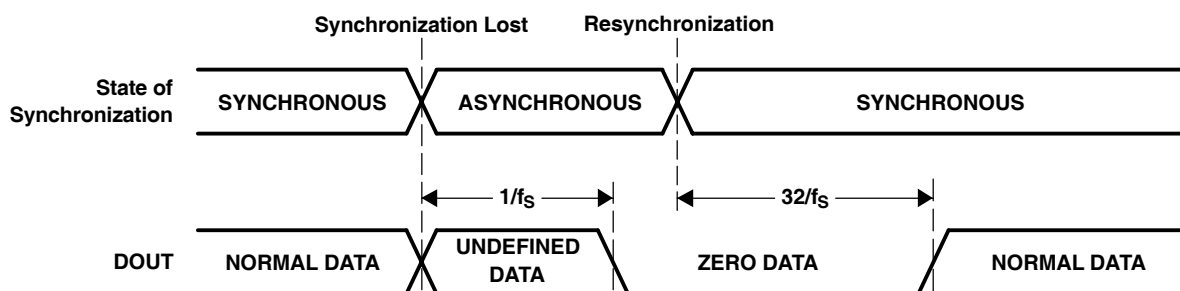 Synchronization Lost
Resynchronization
State of
Synchronization
SYNCHRONOUS
ASYNCHRONOUS
SYNCHRONOUS
1/fS
32/fS
DOUT
NORMAL DATA
UNDEFINED
DATA
ZERO DATA
NORMAL DATA